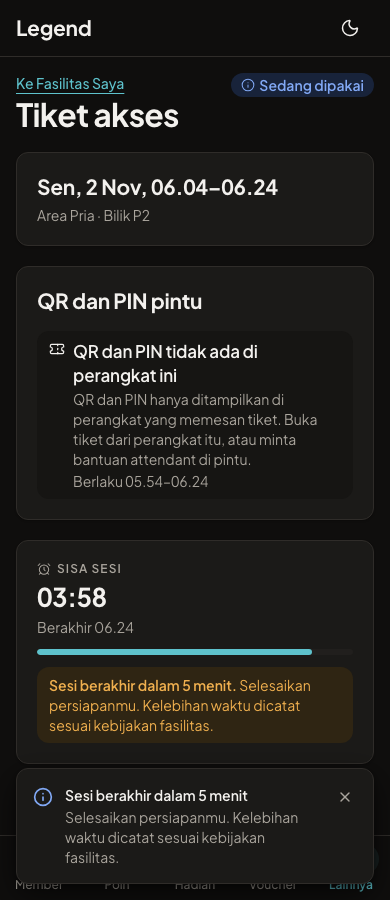 Legend
Ke Fasilitas Saya
Sedang dipakai
Tiket akses
Sen, 2 Nov, 06.04–06.24
Area Pria · Bilik P2
QR dan PIN pintu
QR dan PIN tidak ada di
perangkat ini
QR dan PIN hanya ditampilkan di
perangkat yang memesan tiket. Buka
tiket dari perangkat itu, atau minta
bantuan attendant di pintu.
Berlaku 05.54–06.24
SISA SESI
03:58
Berakhir 06.24
Sesi berakhir dalam 5 menit. Selesaikan
persiapanmu. Kelebihan waktu dicatat
sesuai kebijakan fasilitas.
Sesi berakhir dalam 5 menit
Selesaikan persiapanmu. Kelebihan
waktu dicatat sesuai kebijakan
fasilitas.
Member Poin Hadiah Voucher Lainnya